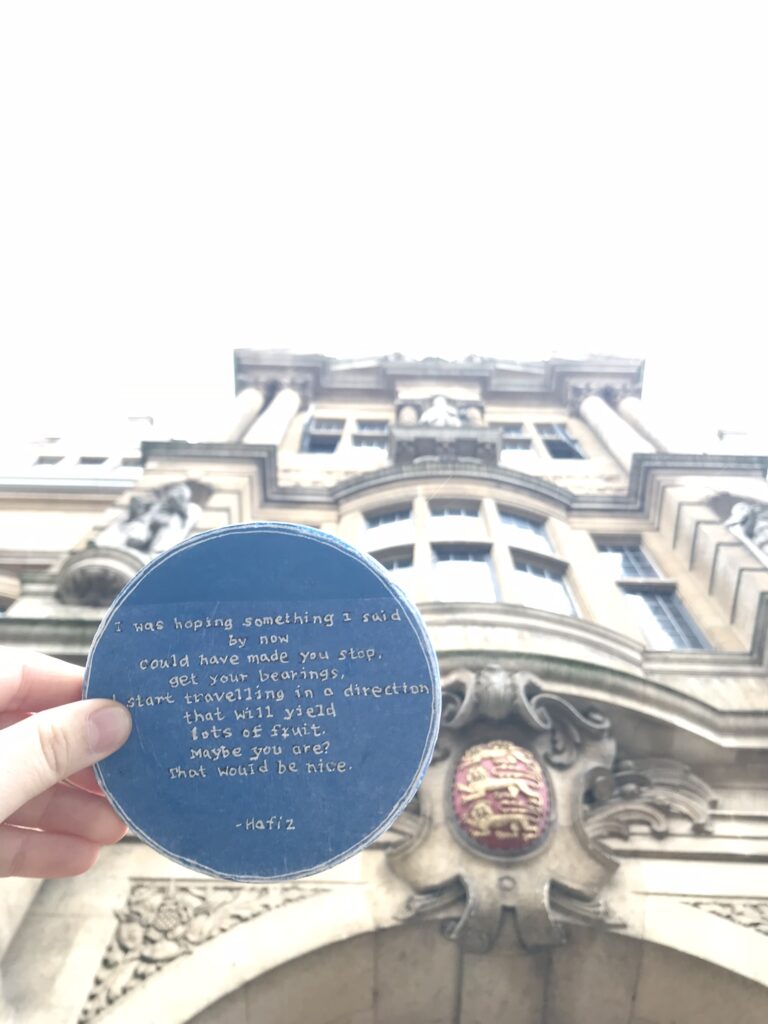 I was hoping something I said
by now
could have made you stop,
get your bearings,
start travelling in a direction
that will yield
lots of fruit.
Maybe you are?
That would be nice.
-Hafiz